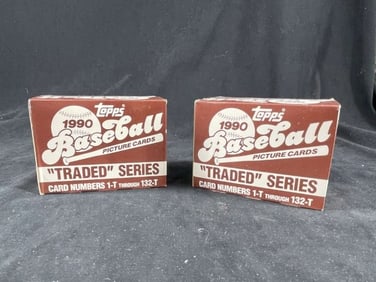 Topps
1990
Baseball
PICTURE CARDS
"TRADED" SERIES
CARD NUMBERS 1-T THROUGH 132-T
Topps
1990
Baseball
PICTURE CARDS
"TRADED" SERIES
CARD NUMBERS 1-T THROUGH 132-T